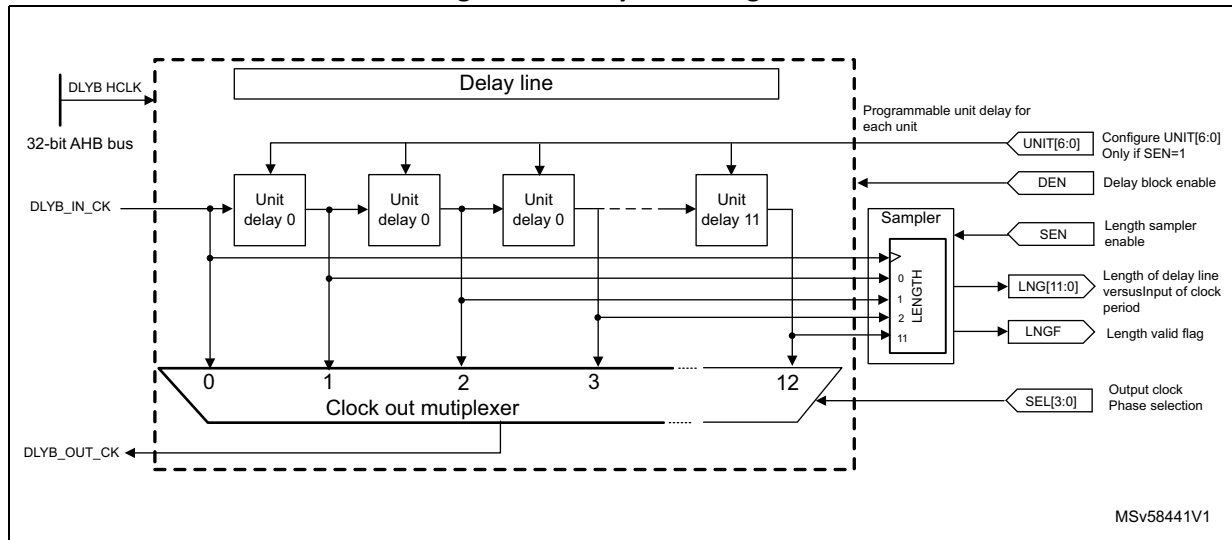 Delay line
DLYB HCLK
32-bit AHB bus
Programmable unit delay for
each unit
UNIT[6:0]
Configure UNIT[6:0]
Only if SEN=1
DEN
Delay block enable
DLYB_IN_CK
Unit
delay 0
Unit
delay 0
Unit
delay 0
Unit
delay 11
Sampler
LENGTH
0
1
2
11
SEN
Length sampler
enable
LNG[11:0]
Length of delay line
versusInput of clock
period
LNGF
Length valid flag
0
1
2
3
12
Clock out mutiplexer
SEL[3:0]
Output clock
Phase selection
DLYB_OUT_CK
MSv58441V1